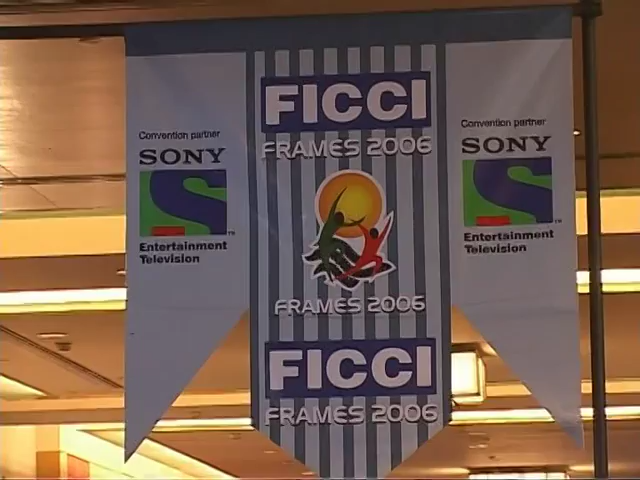 Convention partner
SONY
Entertainment
Television
FICCI
FRAMES 2006
FRAMES 2006
FICCI
FRAMES 2006
Convention partner
SONY
Entertainment
Television